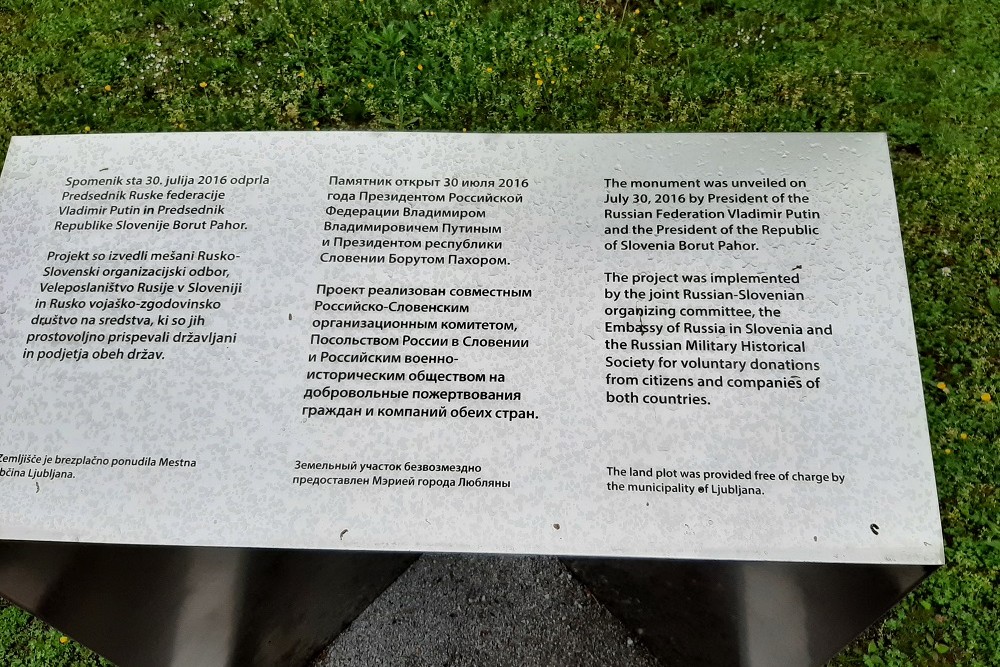 Spomenik sta 30. julija 2016 odprla
Predsednik Ruske federacije
Vladimir Putin in Predsednik
Republike Slovenije Borut Pahor.
Projekt so izvedli mešani Rusko-
Slovenski organizacijski odbor,
Veleposlaništvo Rusije v Sloveniji
in Rusko vojaško-zgodovinsko
društvo na sredstva, ki so jih
prostovoljno prispevali državljani
in podjetja obeh držav.
Zemljišče je brezplačno ponudila Mestna
občina Ljubljana.
Памятник открыт 30 июля 2016
года Президентом Российской
Федерации Владимиром
Владимировичем Путиным
и Президентом республики
Словении Борутом Пахором.
Проект реализован совместным
Российско-Словенским
организационным комитетом,
Посольством России в Словении
и Российским военно-
историческим обществом на
добровольные пожертвования
граждан и компаний обеих стран.
Земельный участок безвозмездно
предоставлен Мэрией города Любляны
The monument was unveiled on
July 30, 2016 by President of the
Russian Federation Vladimir Putin
and the President of the Republic
of Slovenia Borut Pahor.
The project was implemented
by the joint Russian-Slovenian
organizing committee, the
Embassy of Russia in Slovenia and
the Russian Military Historical
Society for voluntary donations
from citizens and companies of
both countries.
The land plot was provided free of charge by
the municipality of Ljubljana.